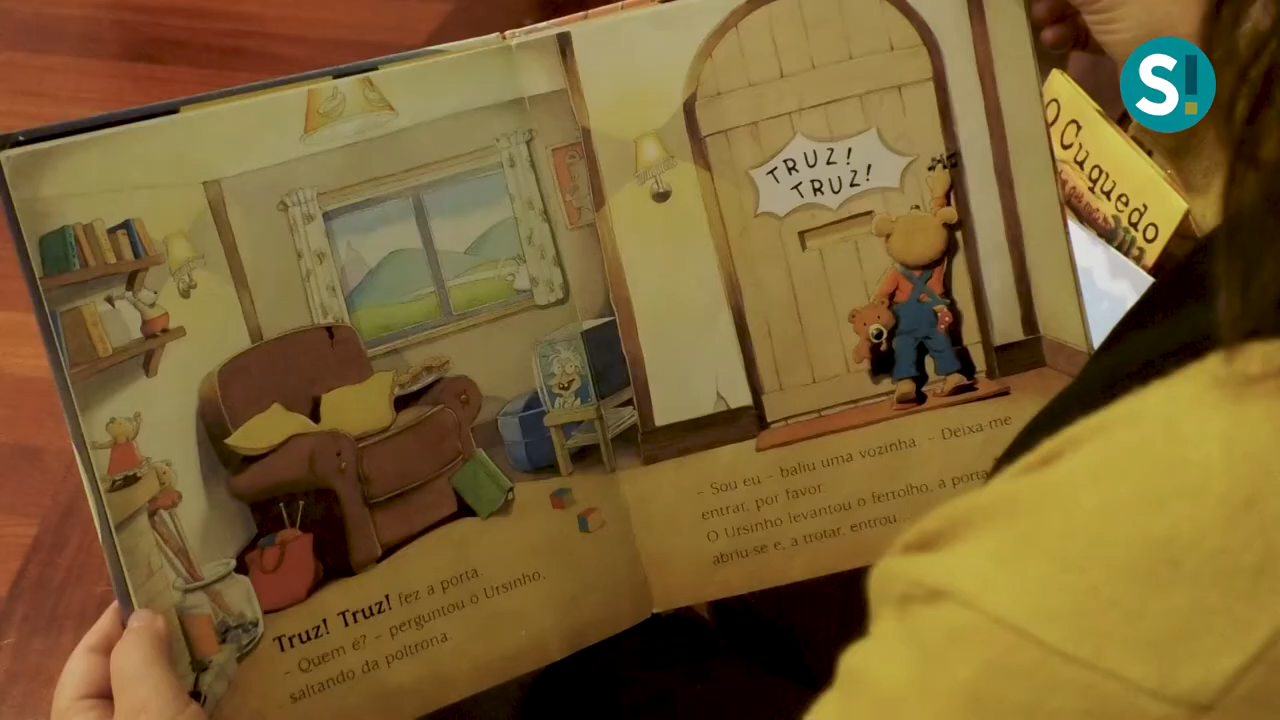 S!
O Cuquedo
TRUZ!
TRUZ!
Truz! Truz! fez a porta.
– Quem é? – perguntou o Ursinho,
saltando da poltrona.
– Sou eu – baliu uma vozinha. – Deixa-me
entrar, por favor.
O Ursinho levantou o ferrolho, a porta
abriu-se e, a trotar, entrou...